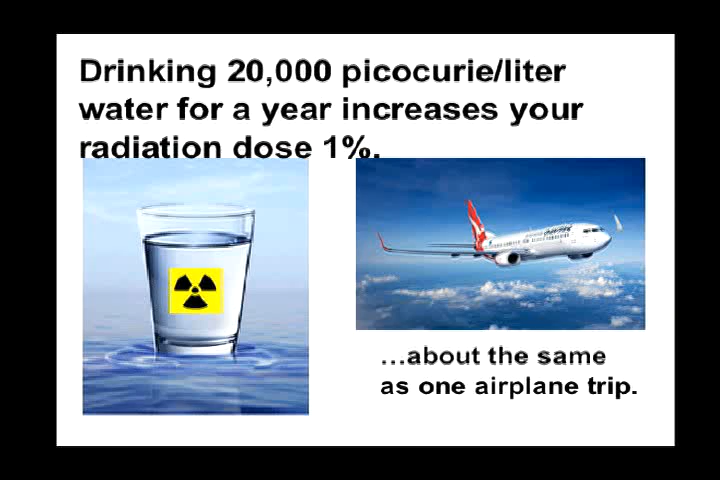 Drinking 20,000 picocurie/liter
water for a year increases your
radiation dose 1%.
...about the same
as one airplane trip.